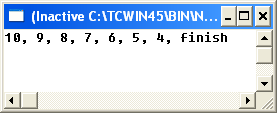 (Inactive C:\TCWIN45\BIN\N...
10, 9, 8, 7, 6, 5, 4, finish